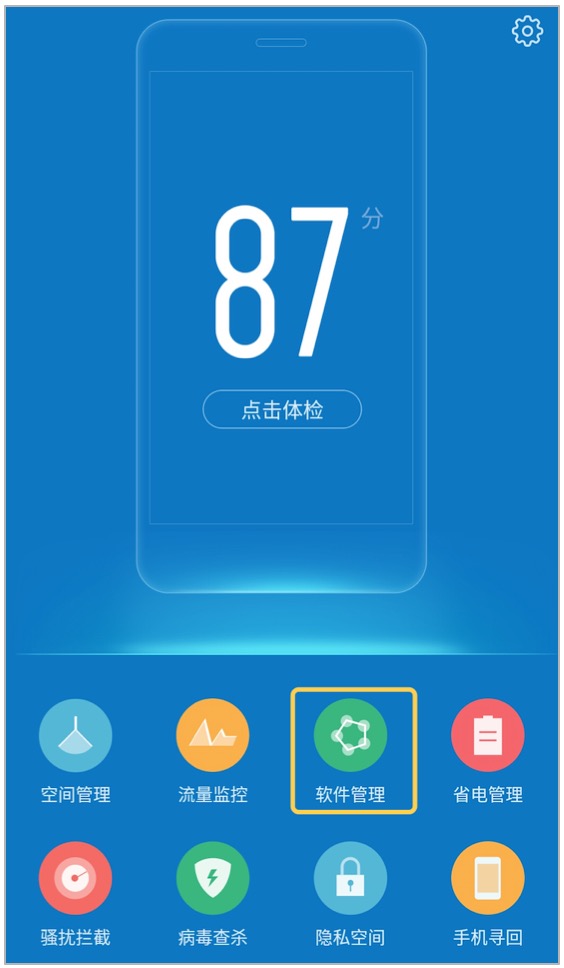 87 分
点击体检
空间管理 流量监控 软件管理 省电管理
骚扰拦截 病毒查杀 隐私空间 手机寻回